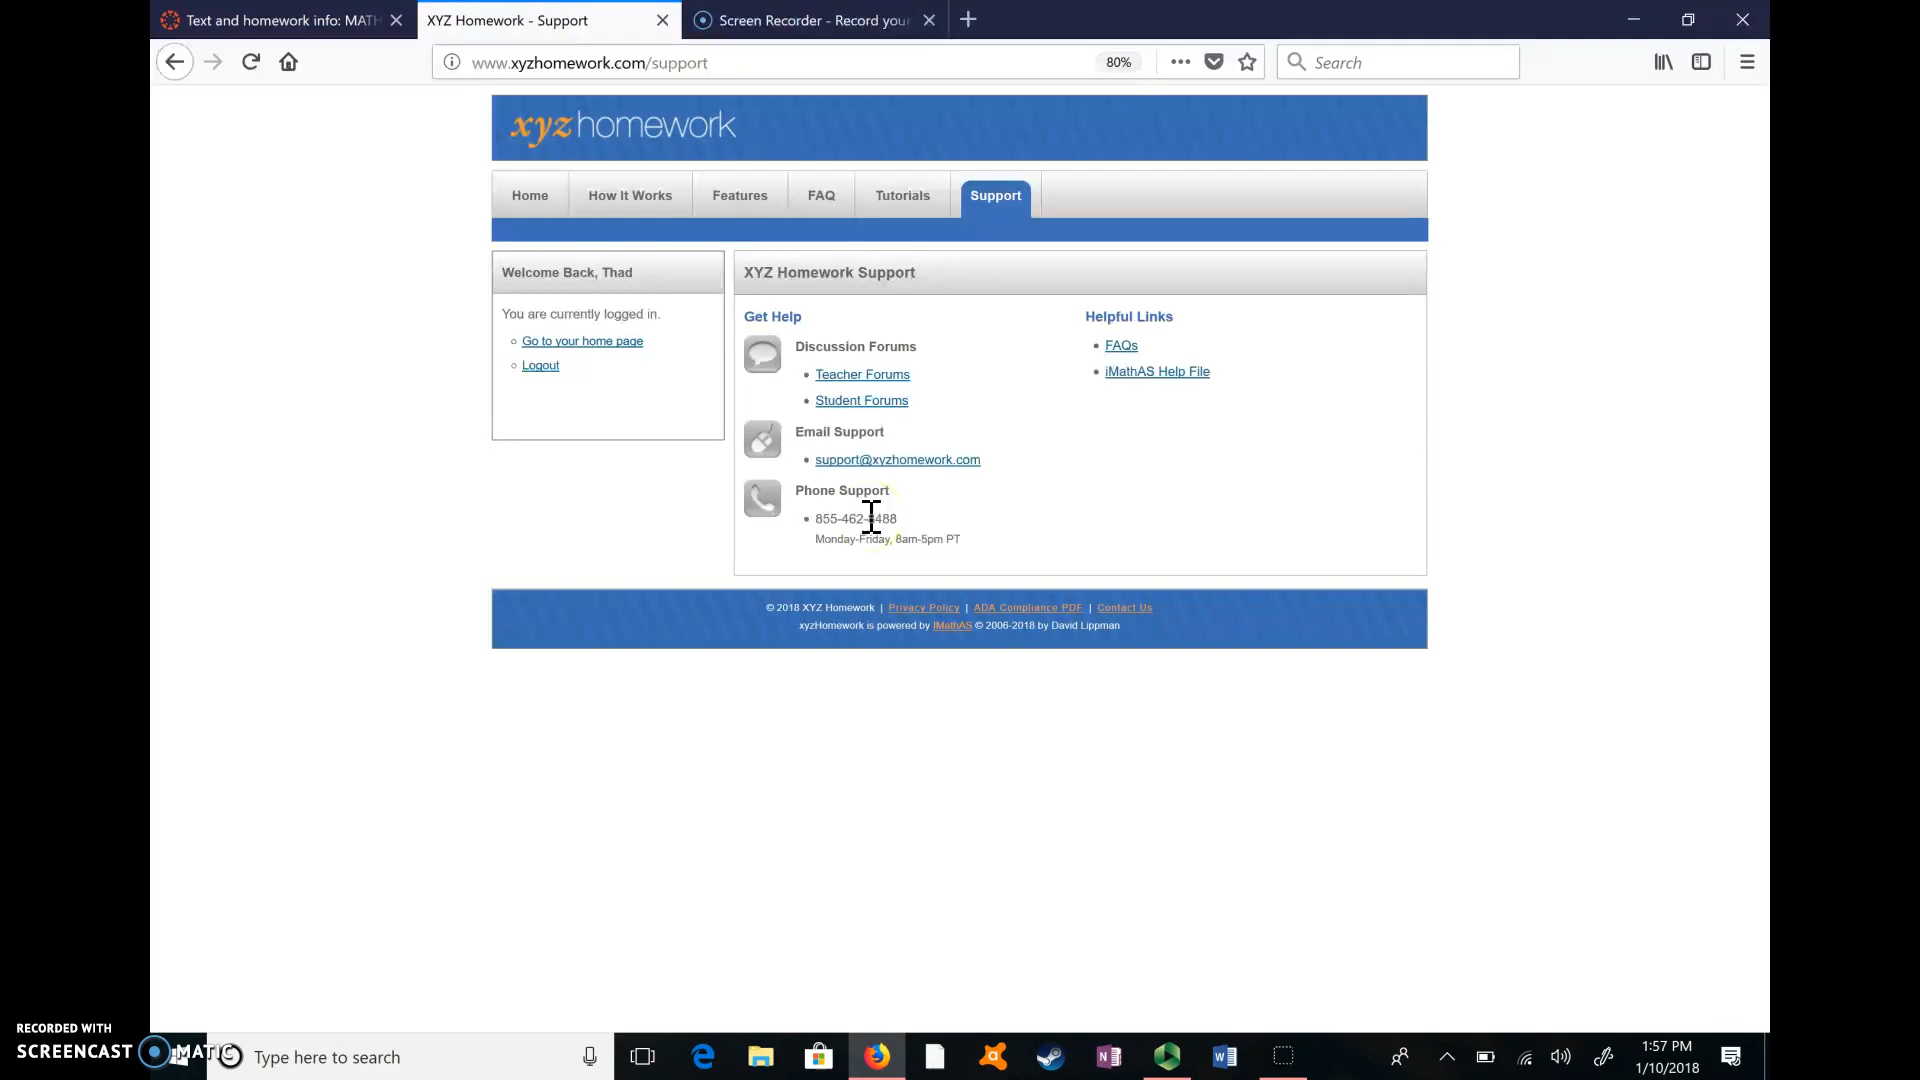 Text and homework info: MATH
XYZ Homework - Support
Screen Recorder - Record your
www.xyzhomework.com/support
80%
Search
xyzhomework
Home
How It Works
Features
FAQ
Tutorials
Support
Welcome Back, Thad
You are currently logged in.
Go to your home page
Logout
XYZ Homework Support
Get Help
Discussion Forums
Teacher Forums
Student Forums
Email Support
support@xyzhomework.com
Phone Support
855-462- 488
Monday-Friday, 8am-5pm PT
Helpful Links
FAQs
iMathAS Help File
© 2018 XYZ Homework | Privacy Policy | ADA Compliance PDF | Contact Us
xyzHomework is powered by IMathAS © 2006-2018 by David Lippman
RECORDED WITH
SCREENCAST MATIC
Type here to search
1:57 PM
1/10/2018